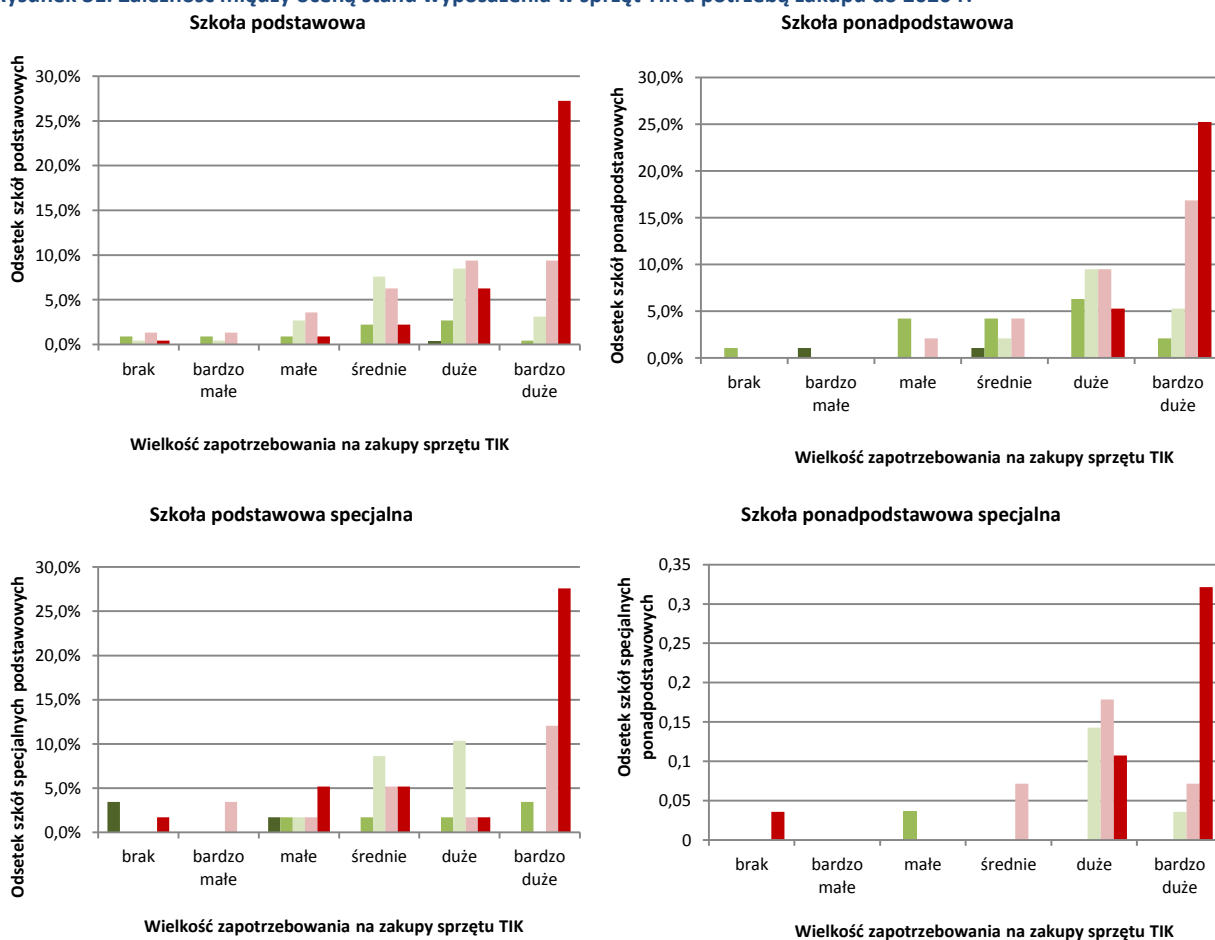 Szkoła podstawowa
Odsetek szkół podstawowych
30,0%
25,0%
20,0%
15,0%
10,0%
5,0%
0,0%
brak bardzo małe średnie duże bardzo
małe duże
Wielkość zapotrzebowania na zakupy sprzętu TIK
Szkoła ponadpodstawowa
Odsetek szkół ponadpodstawowych
30,0%
25,0%
20,0%
15,0%
10,0%
5,0%
0,0%
brak bardzo małe średnie duże bardzo
małe duże
Wielkość zapotrzebowania na zakupy sprzętu TIK
Szkoła podstawowa specjalna
Odsetek szkół specjalnych podstawowych
30,0%
25,0%
20,0%
15,0%
10,0%
5,0%
0,0%
brak bardzo małe średnie duże bardzo
małe duże
Wielkość zapotrzebowania na zakupy sprzętu TIK
Szkoła ponadpodstawowa specjalna
Odsetek szkół specjalnych
ponadpodstawowych
0,35
0,3
0,25
0,2
0,15
0,1
0,05
0
brak bardzo małe średnie duże bardzo
małe duże
Wielkość zapotrzebowania na zakupy sprzętu TIK